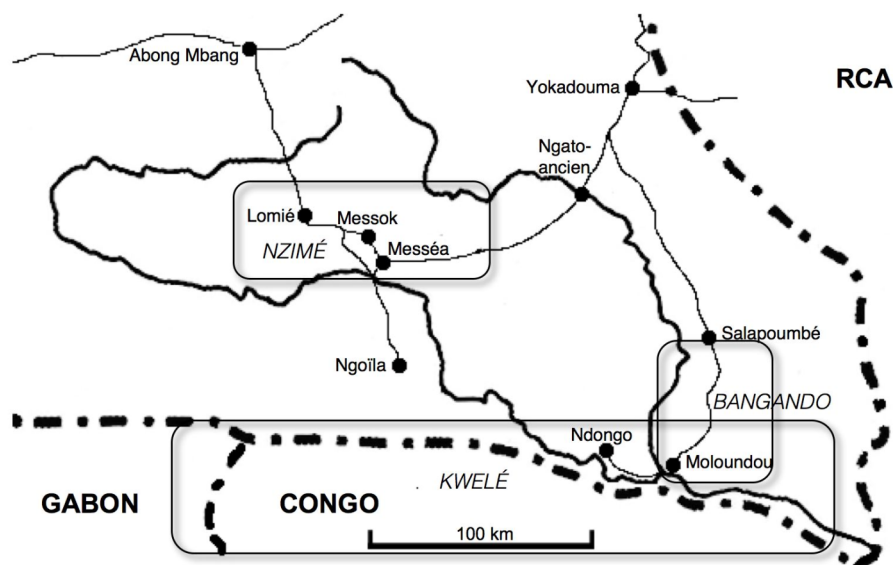 Abong Mbang
RCA
Yokadouma
Ngato-
ancien
Lomié
Messok
NZIMÉ
Messéa
Salapoumbé
Ngoïla
BANGANDO
Ndongo
Moloundou
KWELÉ
GABON
CONGO
100 km